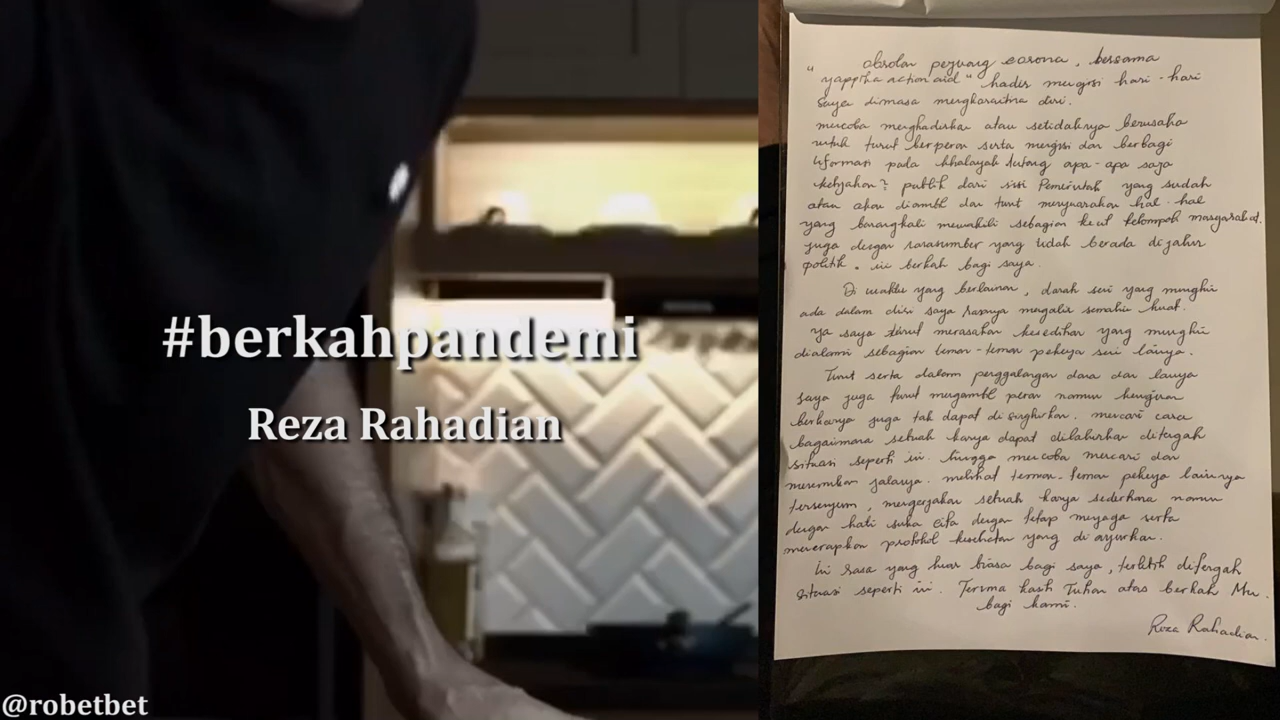 #berkahpandemi
Reza Rahadian
@robetbet
obrolan pejuang corona, bersama
" yappika action aid " hadir mengisi hari - hari
saya dimasa mengkarantina diri.
mencoba menghadirkan atau setidaknya berusaha
untuk turut berperan serta mengisi dan berbagi
informasi pada khalayak tentang apa - apa saja
kebijakan² publik dari sisi Pemerintah yang sudah
atau akan diambil dan turut menyuarakan hal - hal
yang barangkali mewakili sebagian kecil kelompok masyarakat.
juga dengan narasumber yang tidak berada di jalur
politik. ini berkah bagi saya.
Di waktu yang berlainan, darah seni yang mungkin
ada dalam diri saya rasanya mengalir semakin kuat.
Ya saya turut merasakan kesedihan yang mungkin
dialami sebagian teman - teman pekerja seni lainya.
Turut serta dalam penggalangan dana dan lainya
saya juga turut mengambil peran namun keinginan
berkarya juga tak dapat di singkirkan. mencari cara
bagaimana sebuah karya dapat dilahirkan ditengah
situasi seperti ini. hingga mencoba mencari dan
menemukan jalanya. melihat teman - teman pekerja lainnya
tersenyum, mengerjakan sebuah karya sederhana namun
dengan hati suka cita dengan tetap menjaga serta
menerapkan protokol kesehatan yang di anjurkan.
Ini rasa yang luar biasa bagi saya, terlebih ditengah
situasi seperti ini. Terima kasih Tuhan atas berkah Mu.
bagi kami.
Reza Rahadian.